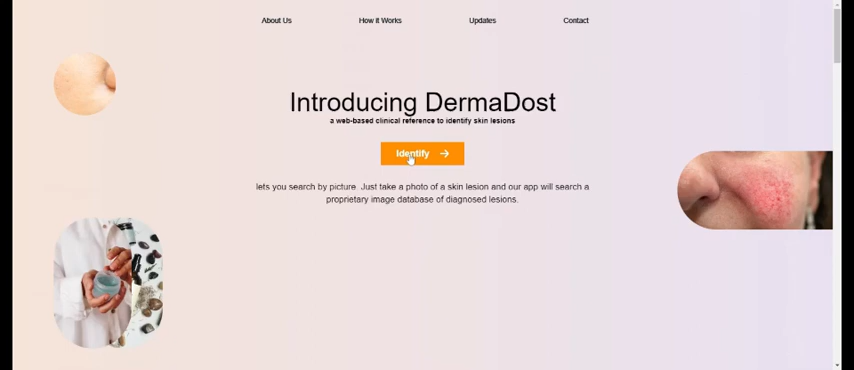 About Us How it Works Updates Contact
Introducing DermaDost
a web-based clinical reference to identify skin lesions
Identify →
lets you search by picture. Just take a photo of a skin lesion and our app will search a
proprietary image database of diagnosed lesions.